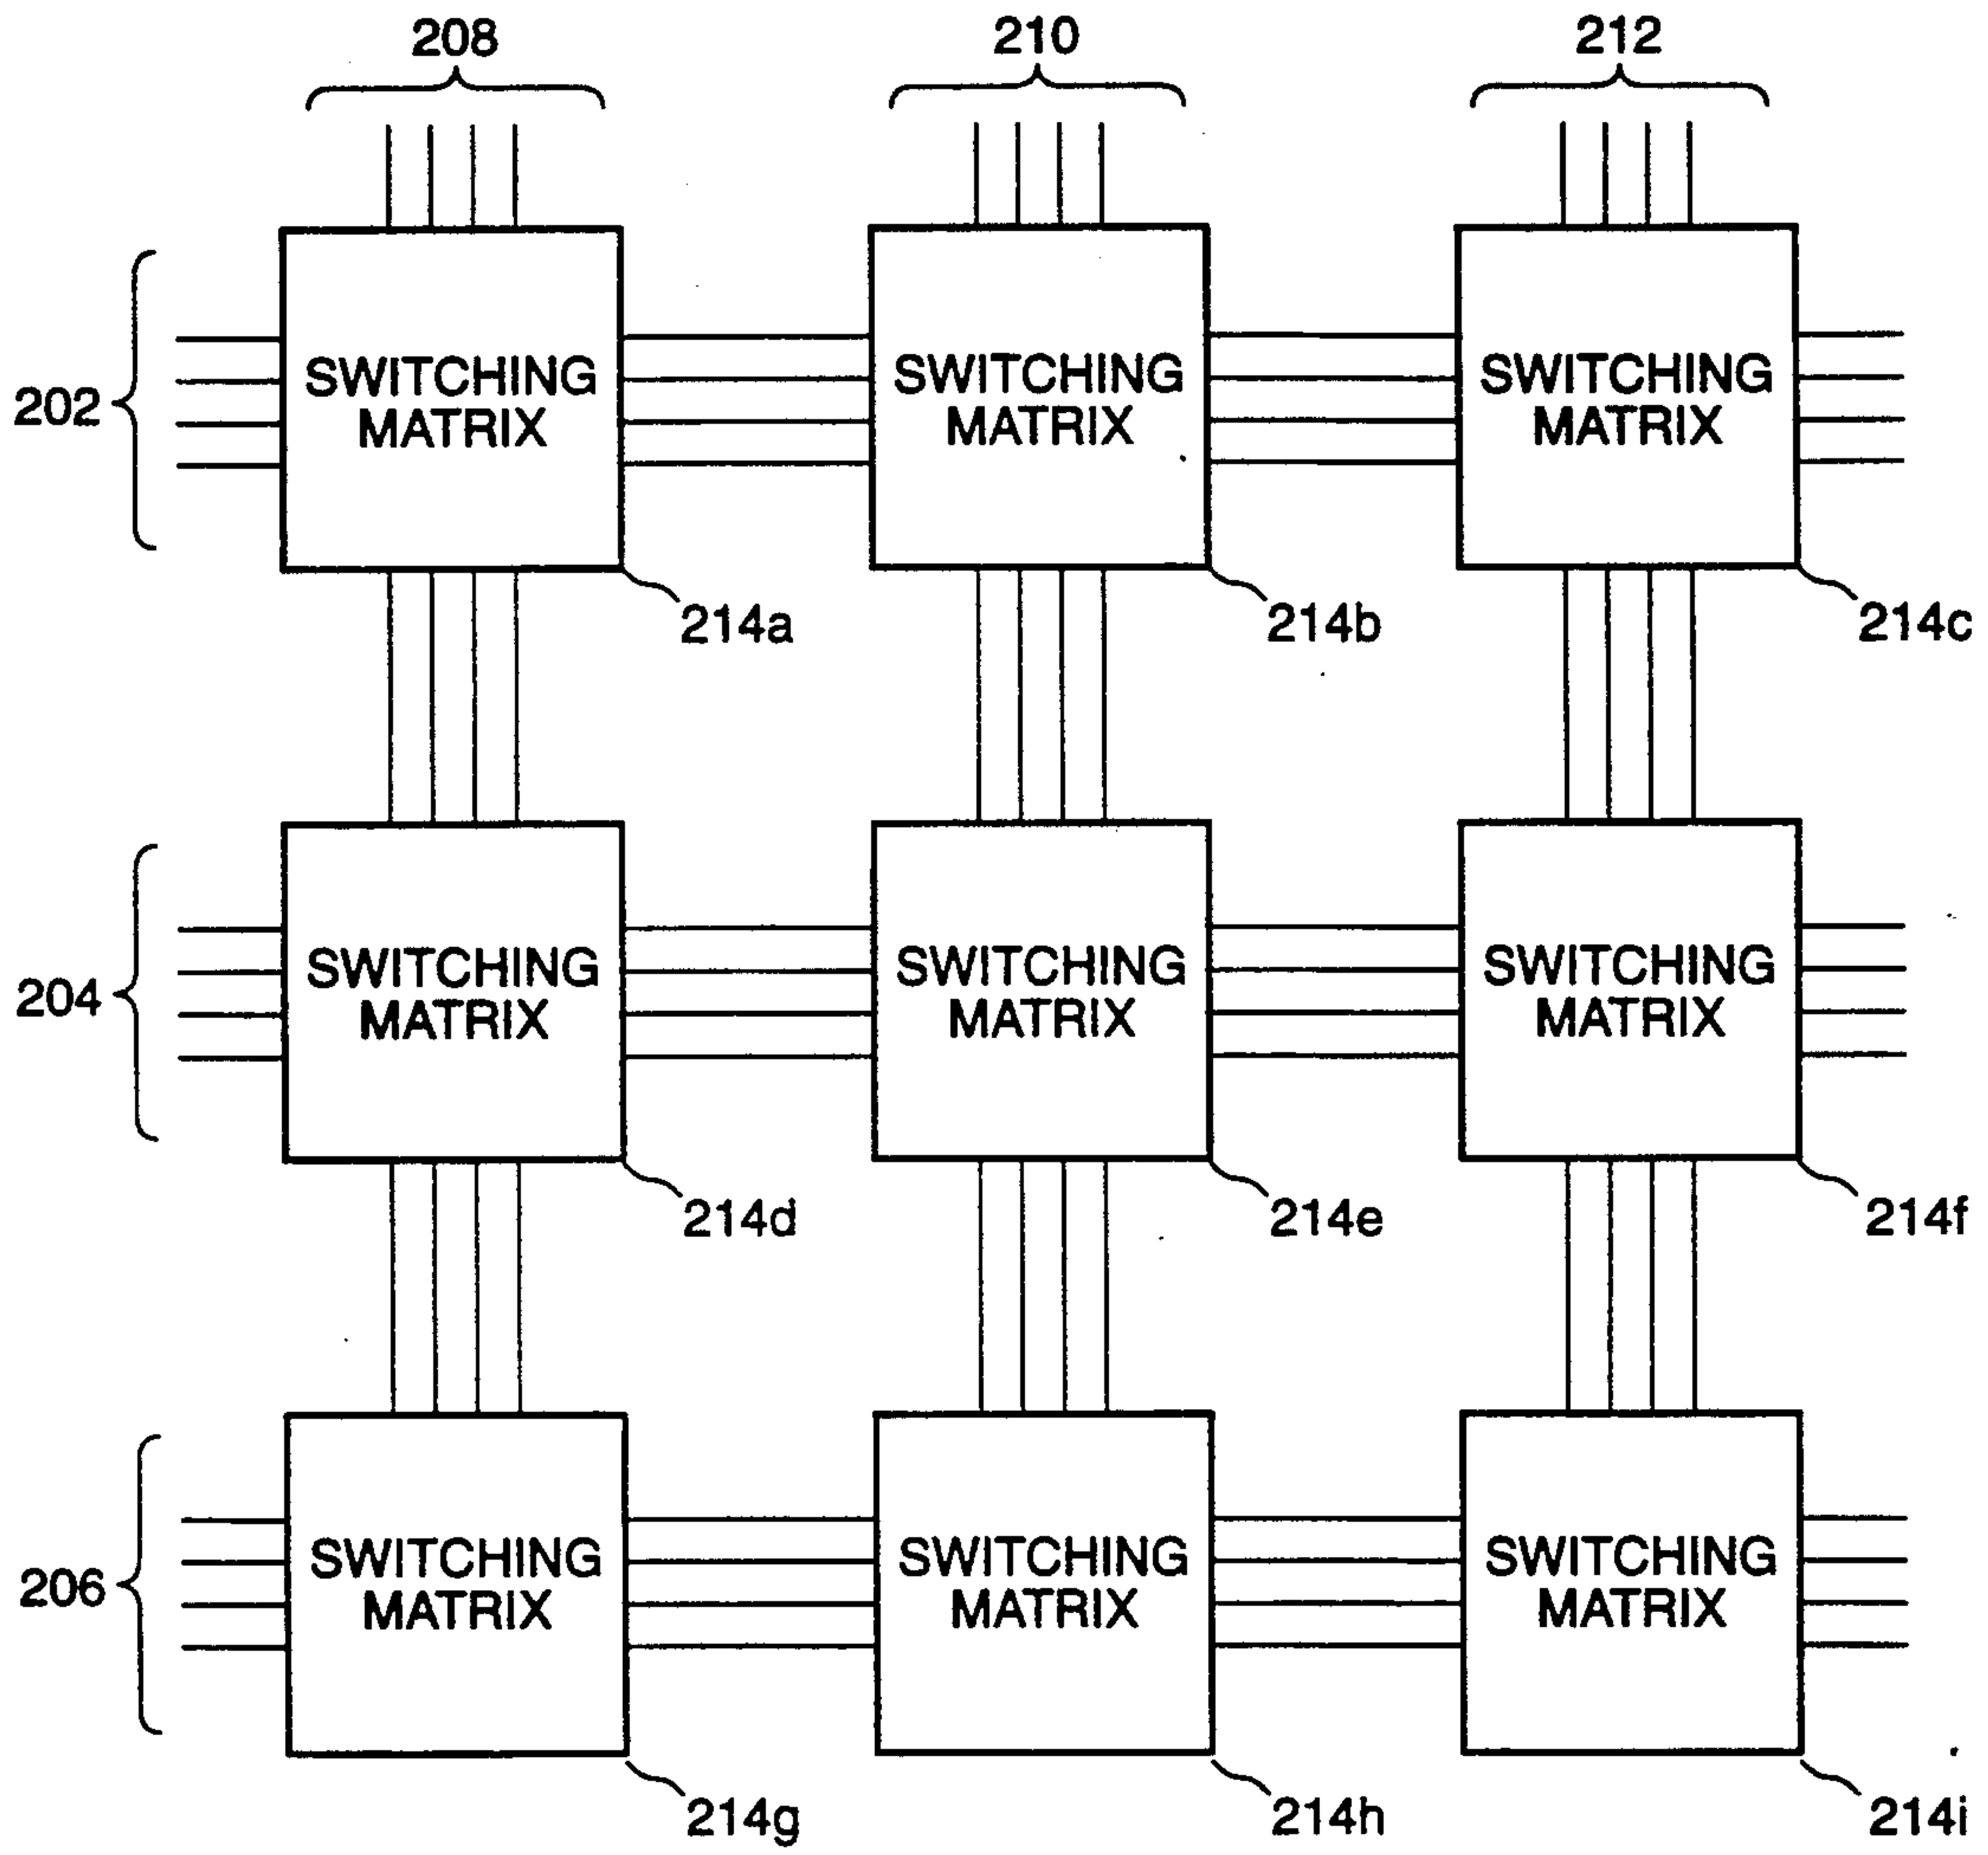 208
210
212
202
SWITCHING
MATRIX
SWITCHING
MATRIX
SWITCHING
MATRIX
214a
214b
214c
204
SWITCHING
MATRIX
SWITCHING
MATRIX
SWITCHING
MATRIX
214d
214e
214f
206
SWITCHING
MATRIX
SWITCHING
MATRIX
SWITCHING
MATRIX
214g
214h
214i